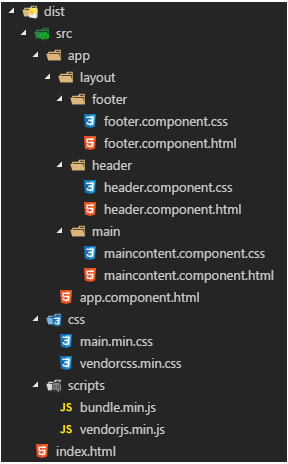 dist
src
app
layout
footer
footer.component.css
footer.component.html
header
header.component.css
header.component.html
main
maincontent.component.css
maincontent.component.html
app.component.html
css
main.min.css
vendorcss.min.css
scripts
JS bundle.min.js
JS vendorjs.min.js
index.html